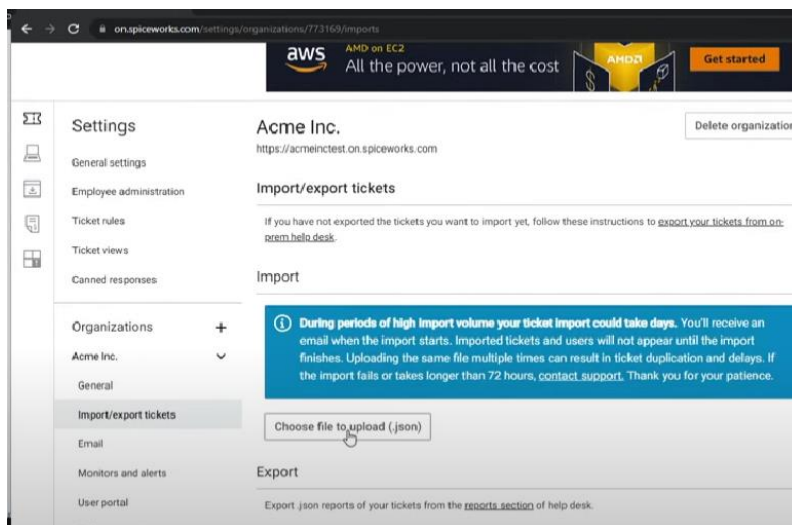 on.spiceworks.com/settings/organizations/773169/imports
aws
AMD on EC2
All the power, not all the cost
AMD
Get started
Settings
General settings
Employee administration
Ticket rules
Ticket views
Canned responses
Organizations +
Acme Inc.
General
Import/export tickets
Email
Monitors and alerts
User portal
Acme Inc.
Delete organization
https://acmeinctest.on.spiceworks.com
Import/export tickets
If you have not exported the tickets you want to import yet, follow these instructions to export your tickets from on-
prem help desk.
Import
During periods of high import volume your ticket import could take days. You'll receive an
email when the import starts. Imported tickets and users will not appear until the import
finishes. Uploading the same file multiple times can result in ticket duplication and delays. If
the import fails or takes longer than 72 hours, contact support. Thank you for your patience.
Choose file to upload (.json)
Export
Export .json reports of your tickets from the reports section of help desk.